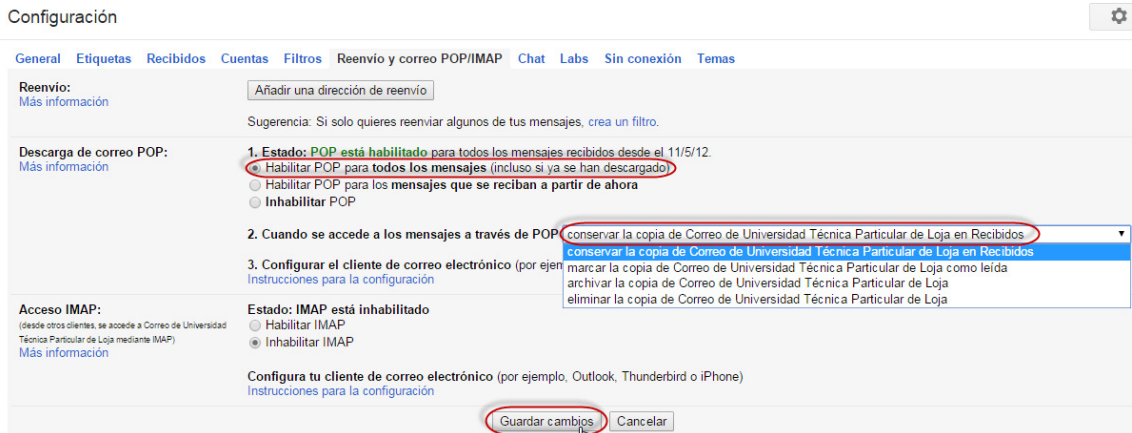 Configuración
General Etiquetas Recibidos Cuentas Filtros Reenvío y correo POP/IMAP Chat Labs Sin conexión Temas
Reenvío:
Más información
Añadir una dirección de reenvío
Sugerencia: Si solo quieres reenviar algunos de tus mensajes, crea un filtro.
Descarga de correo POP:
Más información
1. Estado: POP está habilitado para todos los mensajes recibidos desde el 11/5/12.
Habilitar POP para todos los mensajes (incluso si ya se han descargado)
Habilitar POP para los mensajes que se reciban a partir de ahora
Inhabilitar POP
2. Cuando se accede a los mensajes a través de POP
conservar la copia de Correo de Universidad Técnica Particular de Loja en Recibidos
conservar la copia de Correo de Universidad Técnica Particular de Loja en Recibidos
marcar la copia de Correo de Universidad Técnica Particular de Loja como leída
archivar la copia de Correo de Universidad Técnica Particular de Loja
eliminar la copia de Correo de Universidad Técnica Particular de Loja
3. Configurar el cliente de correo electrónico (por ejem
Instrucciones para la configuración
Acceso IMAP:
(desde otros clientes, se accede a Correo de Universidad
Técnica Particular de Loja mediante IMAP)
Más información
Estado: IMAP está inhabilitado
Habilitar IMAP
Inhabilitar IMAP
Configura tu cliente de correo electrónico (por ejemplo, Outlook, Thunderbird o iPhone)
Instrucciones para la configuración
Guardar cambios Cancelar